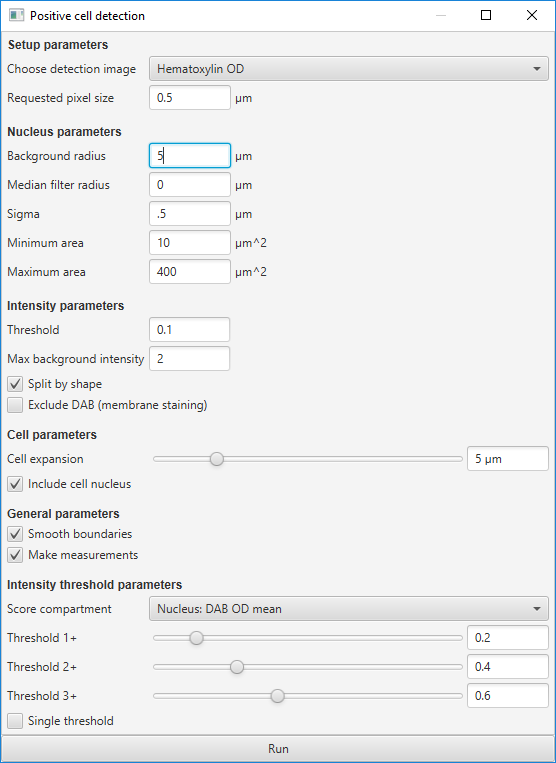 Positive cell detection
Setup parameters
Choose detection image Hematoxylin OD
Requested pixel size 0.5 µm
Nucleus parameters
Background radius 5 µm
Median filter radius 0 µm
Sigma .5 µm
Minimum area 10 µm^2
Maximum area 400 µm^2
Intensity parameters
Threshold 0.1
Max background intensity 2
Split by shape
Exclude DAB (membrane staining)
Cell parameters
Cell expansion 5 µm
Include cell nucleus
General parameters
Smooth boundaries
Make measurements
Intensity threshold parameters
Score compartment Nucleus: DAB OD mean
Threshold 1+ 0.2
Threshold 2+ 0.4
Threshold 3+ 0.6
Single threshold
Run